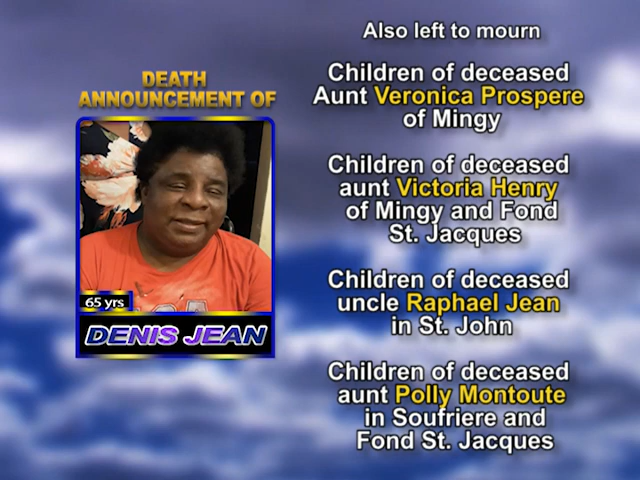 DEATH
ANNOUNCEMENT OF
65 yrs
DENIS JEAN
Also left to mourn
Children of deceased
Aunt Veronica Prospere
of Mingy
Children of deceased
aunt Victoria Henry
of Mingy and Fond
St. Jacques
Children of deceased
uncle Raphael Jean
in St. John
Children of deceased
aunt Polly Montoute
in Soufriere and
Fond St. Jacques